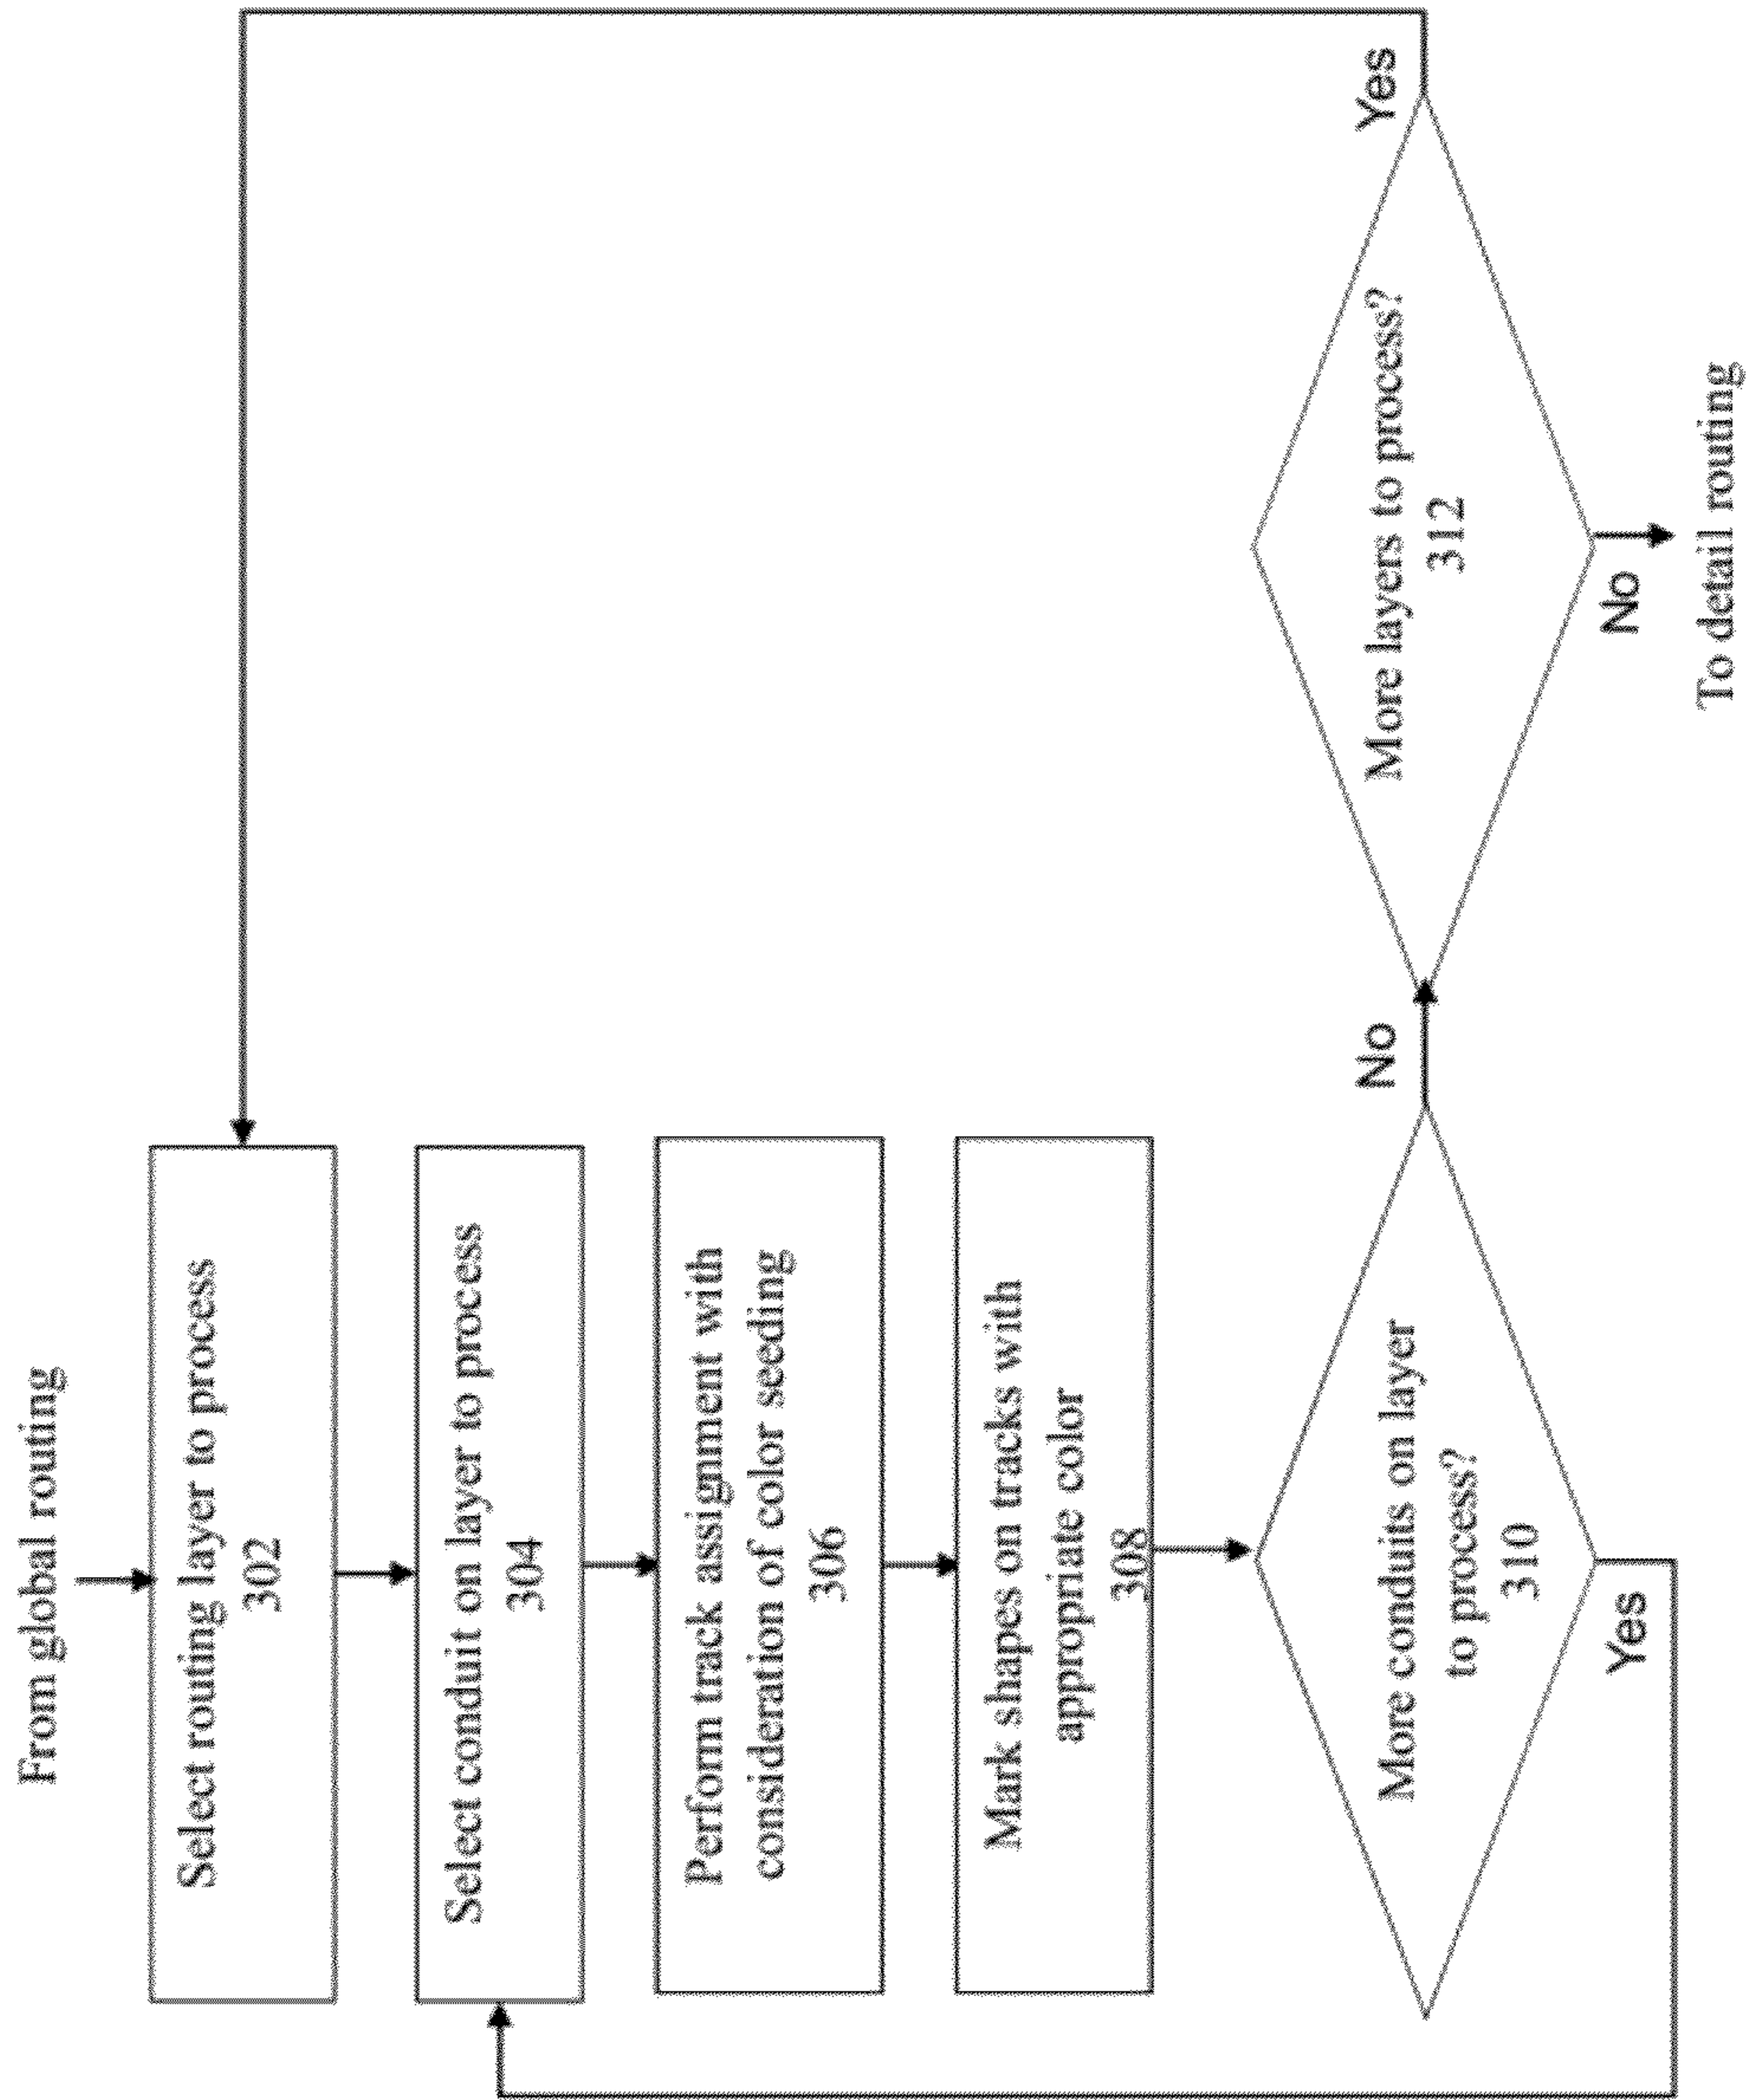 From global routing
Select routing layer to process
302
Select conduit on layer to process
304
Perform track assignment with
consideration of color seeding
306
Mark shapes on tracks with
appropriate color
308
More conduits on layer
to process?
310
Yes
No
More layers to process?
312
Yes
No
To detail routing